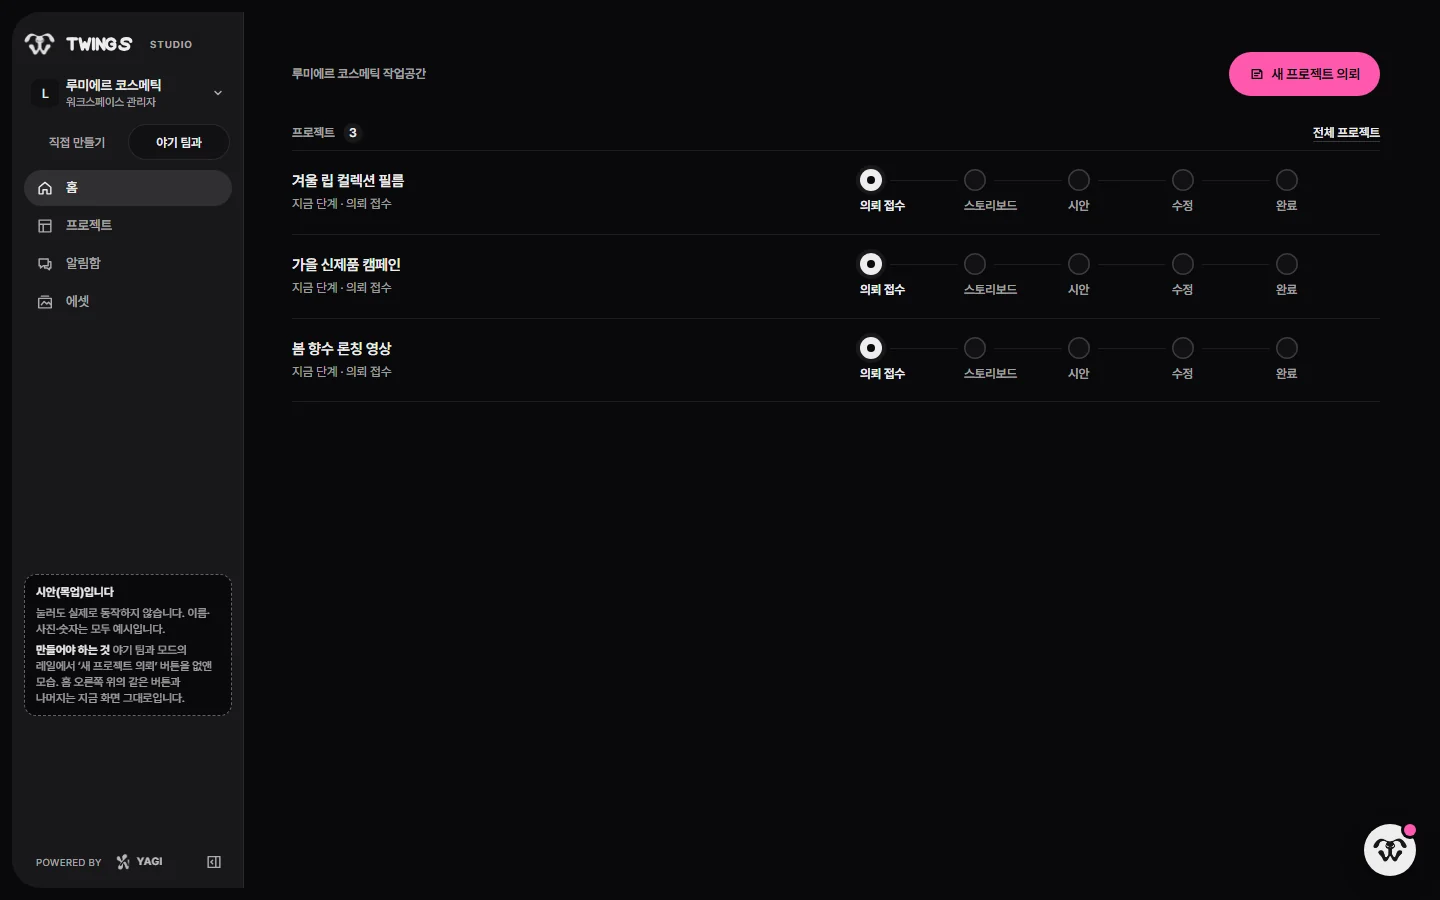 TWINGS STUDIO
L
루미에르 코스메틱
워크스페이스 관리자
직접 만들기
야기 팀과
홈
프로젝트
알림함
에셋
시안(목업)입니다
눌러도 실제로 동작하지 않습니다. 이름·
사진·숫자는 모두 예시입니다.
만들어야 하는 것 야기 팀과 모드의
레일에서 ‘새 프로젝트 의뢰’ 버튼을 없앤
모습. 홈 오른쪽 위의 같은 버튼과
나머지는 지금 화면 그대로입니다.
POWERED BY YAGI
루미에르 코스메틱 작업공간
새 프로젝트 의뢰
프로젝트 3
전체 프로젝트
겨울 립 컬렉션 필름
지금 단계 · 의뢰 접수
의뢰 접수 스토리보드 시안 수정 완료
가을 신제품 캠페인
지금 단계 · 의뢰 접수
의뢰 접수 스토리보드 시안 수정 완료
봄 향수 론칭 영상
지금 단계 · 의뢰 접수
의뢰 접수 스토리보드 시안 수정 완료